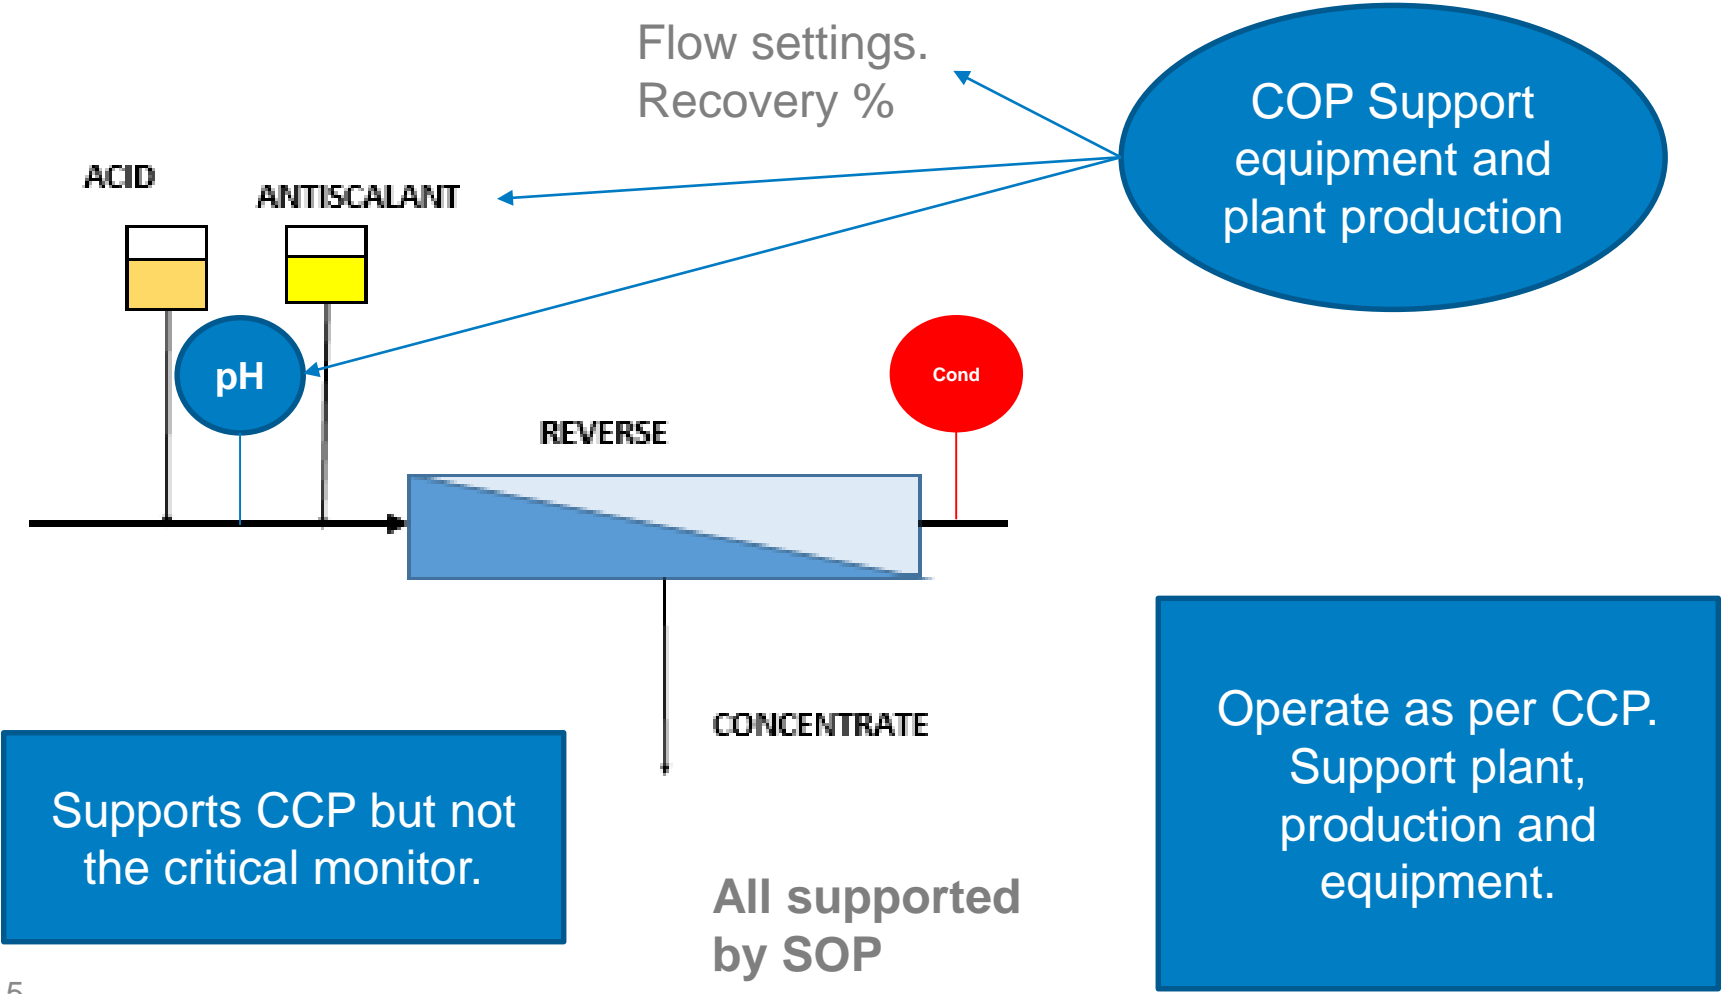 Flow settings.
Recovery %
COP Support
equipment and
plant production
ACID
ANTISCALANT
pH
Cond
REVERSE
CONCENTRATE
Operate as per CCP.
Support plant,
production and
equipment.
Supports CCP but not
the critical monitor.
All supported
by SOP
5